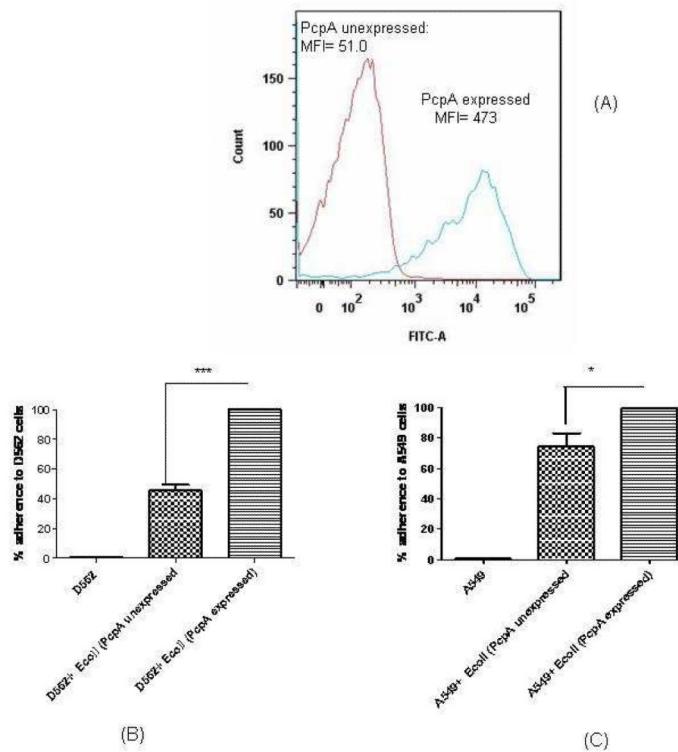 PcpA unexpressed:
MFI= 51.0
PcpA expressed
MFI= 473
(A)
Count
150
100
50
0
0 10² 10³ 10⁴ 10⁵
FITC-A
***
% adherence to D562 cells
100
80
60
40
20
0
D562
D562+ Ecoli (PcpA unexpressed
D562+ Ecoli (PcpA expressed)
(B)
*
% adherence to A549 cells
100
80
60
40
20
0
A549
A549+ Ecoli (PcpA unexpressed)
A549+ Ecoli (PcpA expressed)
(C)